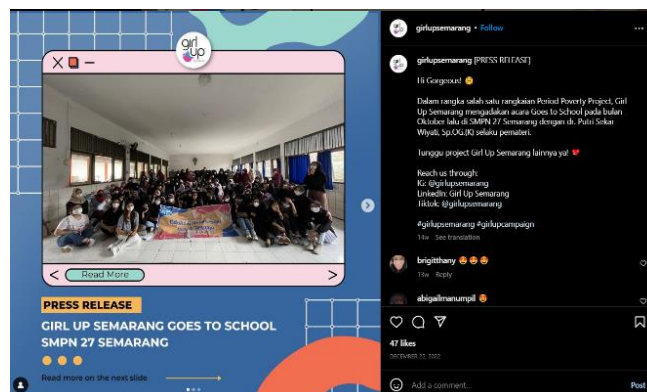 girl
up
Read More
PRESS RELEASE
GIRL UP SEMARANG GOES TO SCHOOL
SMPN 27 SEMARANG
Read more on the next slide
girlupsemarang • Follow
girlupsemarang [PRESS RELEASE]
Hi Gorgeous!
Dalam rangka salah satu rangkaian Period Poverty Project, Girl
Up Semarang mengadakan acara Goes to School pada bulan
Oktober lalu di SMPN 27 Semarang dengan dr. Putri Sekar
Wiyati, Sp.OG.(K) selaku pemateri.
Tunggu project Girl Up Semarang lainnya ya!
Reach us through:
IG: @girlupsemarang
LinkedIn: Girl Up Semarang
Tiktok: @girlupsemarang
#girlupsemarang #girlupcampaign
14w See translation
brigitthany
13w Reply
abigailmanumpil
47 likes
DECEMBER 22, 2022
Add a comment...
Post